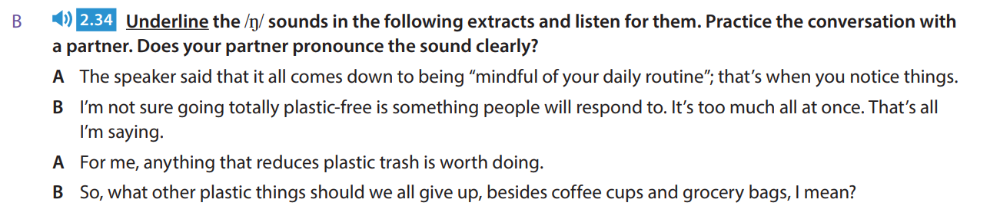 B 2.34 Underline the /ŋ/ sounds in the following extracts and listen for them. Practice the conversation with
a partner. Does your partner pronounce the sound clearly?
A The speaker said that it all comes down to being “mindful of your daily routine”; that’s when you notice things.
B I’m not sure going totally plastic-free is something people will respond to. It’s too much all at once. That’s all
I’m saying.
A For me, anything that reduces plastic trash is worth doing.
B So, what other plastic things should we all give up, besides coffee cups and grocery bags, I mean?